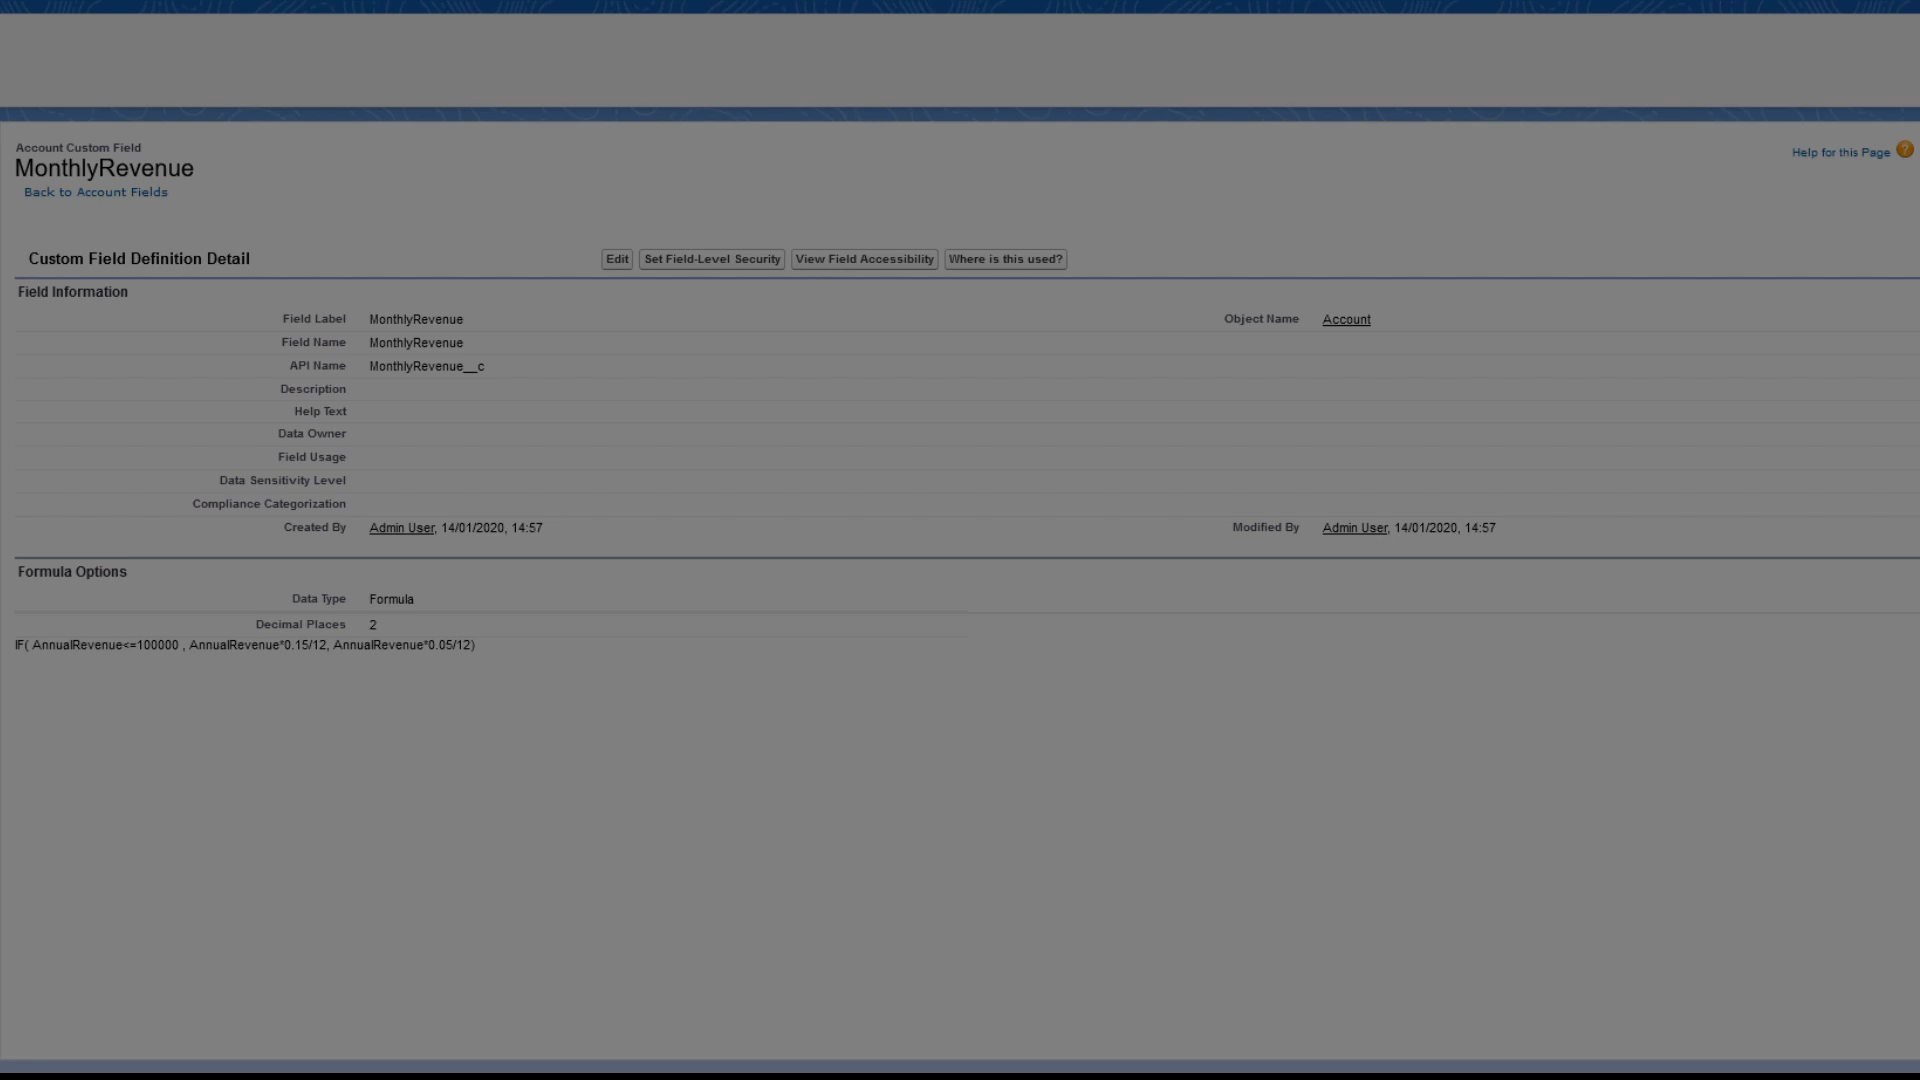 Account Custom Field
MonthlyRevenue
Back to Account Fields
Help for this Page ?
Custom Field Definition Detail
Edit Set Field-Level Security View Field Accessibility Where is this used?
Field Information
Field Label MonthlyRevenue Object Name Account
Field Name MonthlyRevenue
API Name MonthlyRevenue__c
Description
Help Text
Data Owner
Field Usage
Data Sensitivity Level
Compliance Categorization
Created By Admin User, 14/01/2020, 14:57 Modified By Admin User, 14/01/2020, 14:57
Formula Options
Data Type Formula
Decimal Places 2
IF( AnnualRevenue<=100000 , AnnualRevenue*0.15/12, AnnualRevenue*0.05/12)